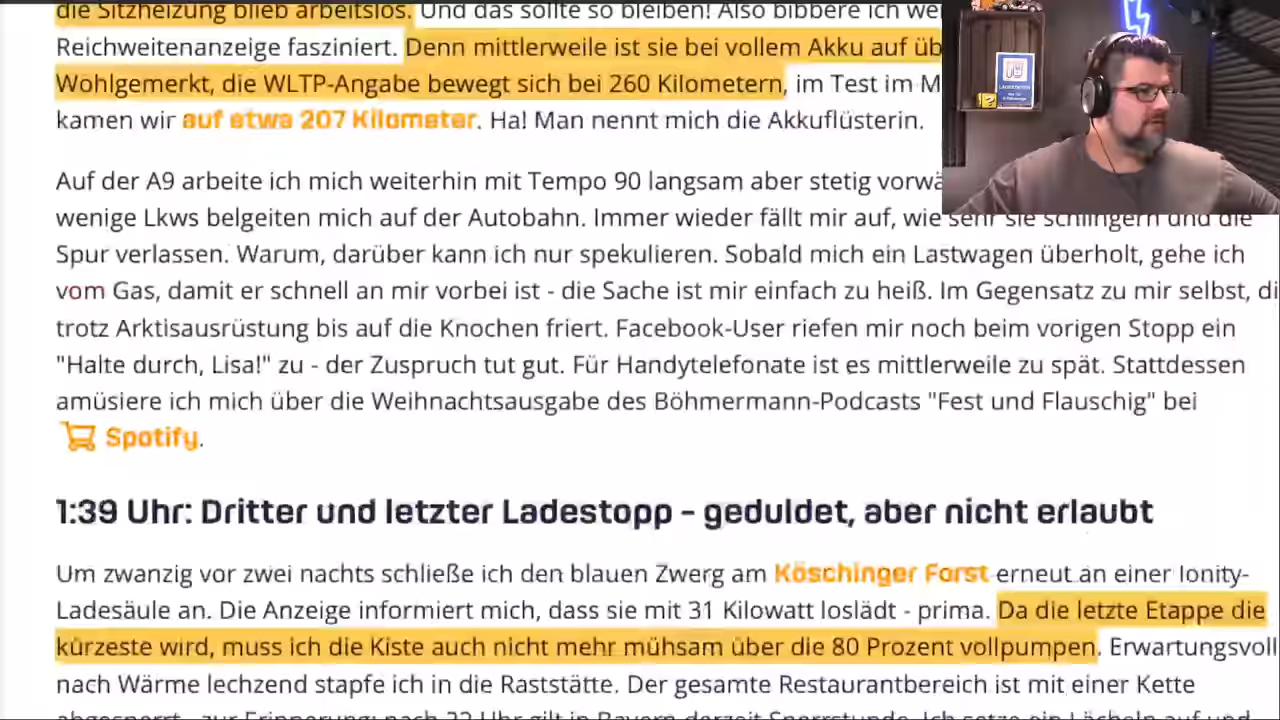 die Sitzheizung blieb arbeitslos. Und das sollte so bleiben! Also bibbere ich
Reichweitenanzeige fasziniert. Denn mittlerweile ist sie bei vollem Akku auf
Wohlgemerkt, die WLTP-Angabe bewegt sich bei 260 Kilometern, im Test im
kamen wir auf etwa 207 Kilometer. Ha! Man nennt mich die Akkuflüsterin.
Auf der A9 arbeite ich mich weiterhin mit Tempo 90 langsam aber stetig
wenige Lkws belgeiten mich auf der Autobahn. Immer wieder fällt mir auf, wie sehr sie schlingern und die
Spur verlassen. Warum, darüber kann ich nur spekulieren. Sobald mich ein Lastwagen überholt, gehe ich
vom Gas, damit er schnell an mir vorbei ist - die Sache ist mir einfach zu heiß. Im Gegensatz zu mir selbst,
trotz Arktisausrüstung bis auf die Knochen friert. Facebook-User riefen mir noch beim vorigen Stopp ein
"Halte durch, Lisa!" zu - der Zuspruch tut gut. Für Handytelefonate ist es mittlerweile zu spät. Stattdessen
amüsiere ich mich über die Weihnachtsausgabe des Böhmermann-Podcasts "Fest und Flauschig" bei
Spotify.
1:39 Uhr: Dritter und letzter Ladestopp - geduldet, aber nicht erlaubt
Um zwanzig vor zwei nachts schließe ich den blauen Zwerg am Köschinger Forst erneut an einer Ionity-
Ladesäule an. Die Anzeige informiert mich, dass sie mit 31 Kilowatt loslädt - prima. Da die letzte Etappe die
kürzeste wird, muss ich die Kiste auch nicht mehr mühsam über die 80 Prozent vollpumpen. Erwartungsvoll
nach Wärme lechzend stapfe ich in die Raststätte. Der gesamte Restaurantbereich ist mit einer Kette